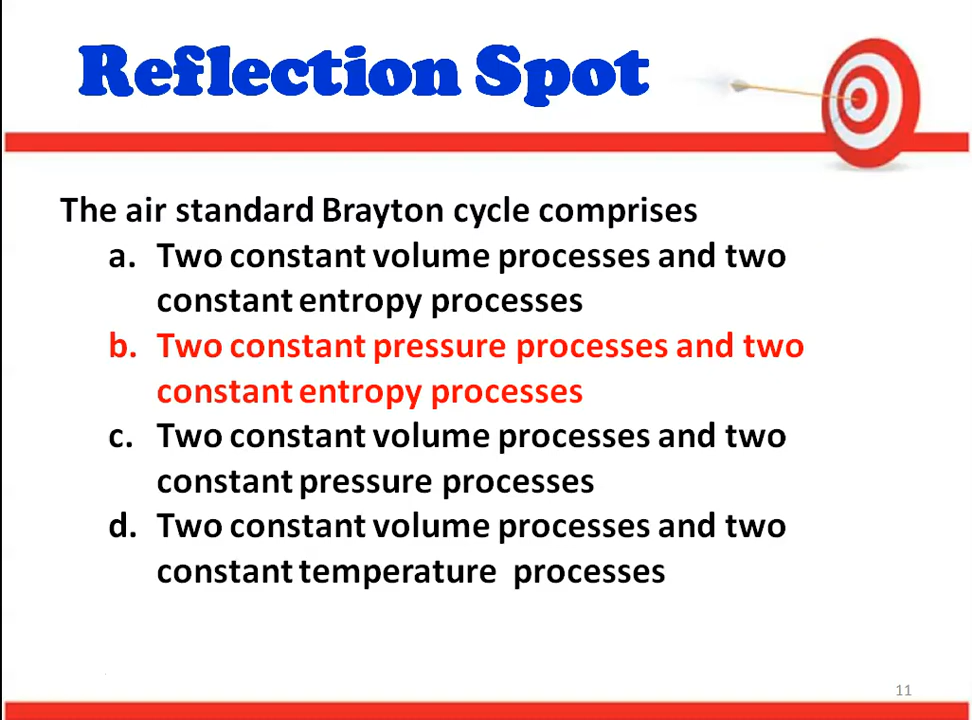 Reflection Spot
The air standard Brayton cycle comprises
a. Two constant volume processes and two
constant entropy processes
b. Two constant pressure processes and two
constant entropy processes
c. Two constant volume processes and two
constant pressure processes
d. Two constant volume processes and two
constant temperature processes
11